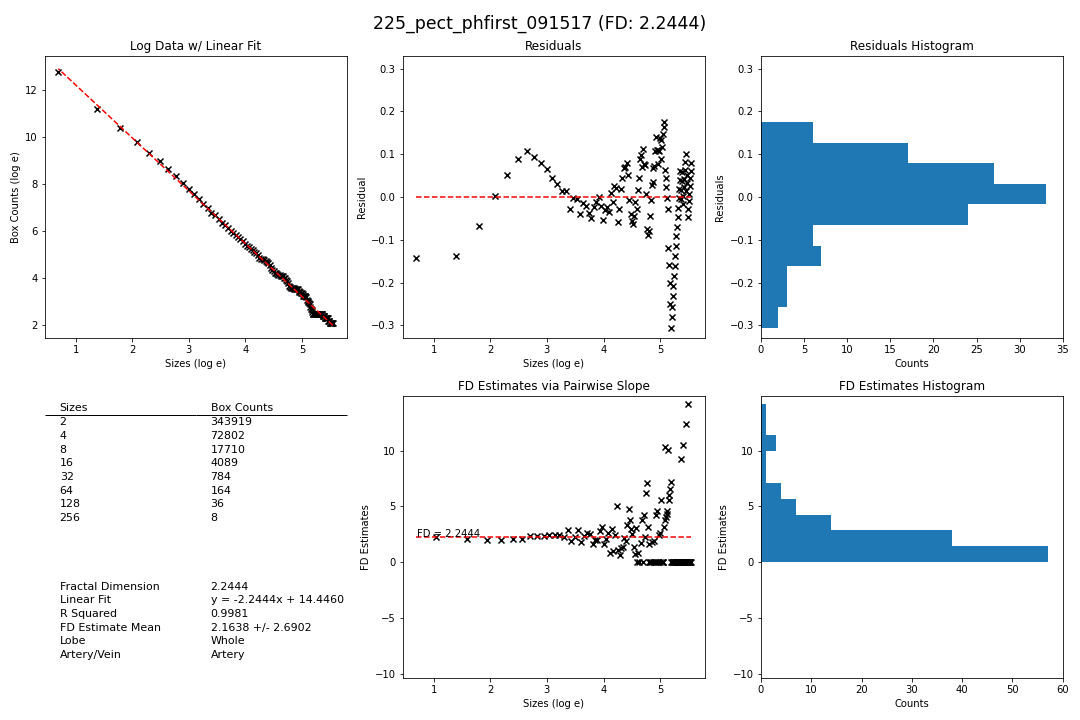 225_pect_phfirst_091517 (FD: 2.2444)
Log Data w/ Linear Fit
Box Counts (log e)
12
10
8
6
4
2
1 2 3 4 5
Sizes (log e)
Residuals
Residual
0.3
0.2
0.1
0.0
−0.1
−0.2
−0.3
1 2 3 4 5
Sizes (log e)
Residuals Histogram
Residuals
0.3
0.2
0.1
0.0
−0.1
−0.2
−0.3
0 5 10 15 20 25 30 35
Counts
Sizes Box Counts
2 343919
4 72802
8 17710
16 4089
32 784
64 164
128 36
256 8
Fractal Dimension 2.2444
Linear Fit y = -2.2444x + 14.4460
R Squared 0.9981
FD Estimate Mean 2.1638 +/- 2.6902
Lobe Whole
Artery/Vein Artery
FD Estimates via Pairwise Slope
FD Estimates
10
5
0
−5
−10
FD = 2.2444
1 2 3 4 5
Sizes (log e)
FD Estimates Histogram
FD Estimates
10
5
0
−5
−10
0 10 20 30 40 50 60
Counts